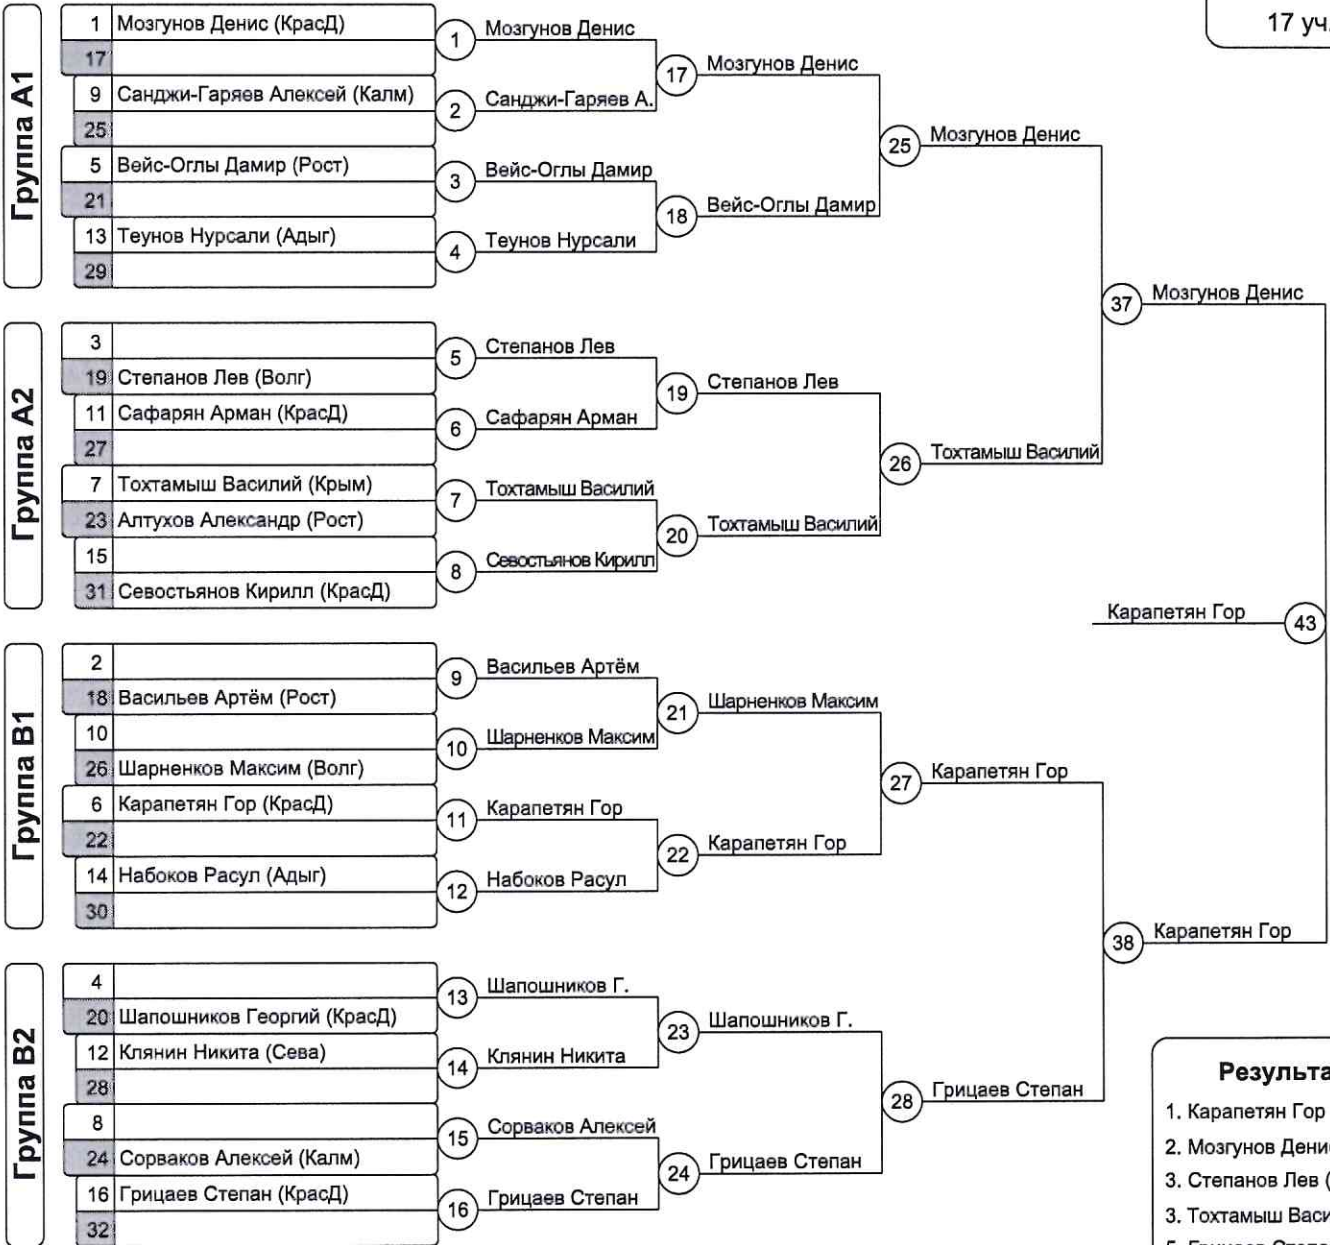 17 уч.
Группа А1
1 Мозгунов Денис (КрасД)
17
9 Санджи-Гаряев Алексей (Калм)
25
5 Вейс-Оглы Дамир (Рост)
21
13 Теунов Нурсали (Адыг)
29
1 Мозгунов Денис
2 Санджи-Гаряев А.
3 Вейс-Оглы Дамир
4 Теунов Нурсали
17 Мозгунов Денис
18 Вейс-Оглы Дамир
25 Мозгунов Денис
Группа А2
3
19 Степанов Лев (Волг)
11 Сафарян Арман (КрасД)
27
7 Тохтамыш Василий (Крым)
23 Алтухов Александр (Рост)
15
31 Севостьянов Кирилл (КрасД)
5 Степанов Лев
6 Сафарян Арман
7 Тохтамыш Василий
8 Севостьянов Кирилл
19 Степанов Лев
20 Тохтамыш Василий
26 Тохтамыш Василий
37 Мозгунов Денис
Группа В1
2
18 Васильев Артём (Рост)
10
26 Шарненков Максим (Волг)
6 Карапетян Гор (КрасД)
22
14 Набоков Расул (Адыг)
30
9 Васильев Артём
10 Шарненков Максим
11 Карапетян Гор
12 Набоков Расул
21 Шарненков Максим
22 Карапетян Гор
27 Карапетян Гор
Группа В2
4
20 Шапошников Георгий (КрасД)
12 Клянин Никита (Сева)
28
8
24 Сорваков Алексей (Калм)
16 Грицаев Степан (КрасД)
32
13 Шапошников Г.
14 Клянин Никита
15 Сорваков Алексей
16 Грицаев Степан
23 Шапошников Г.
24 Грицаев Степан
28 Грицаев Степан
38 Карапетян Гор
Карапетян Гор 43
Результа
1. Карапетян Гор
2. Мозгунов Дени
3. Степанов Лев (
3. Тохтамыш Васи